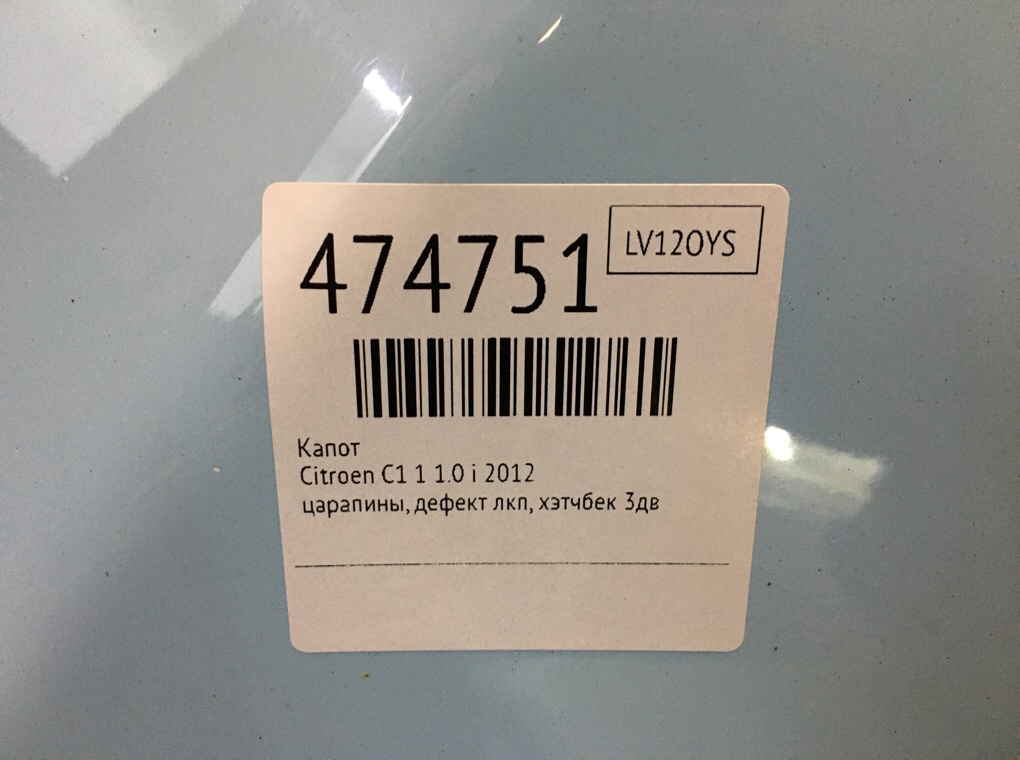 474751
LV12OYS
Капот
Citroen C1 1 1.0 i 2012
царапины, дефект лкп, хэтчбек 3дв